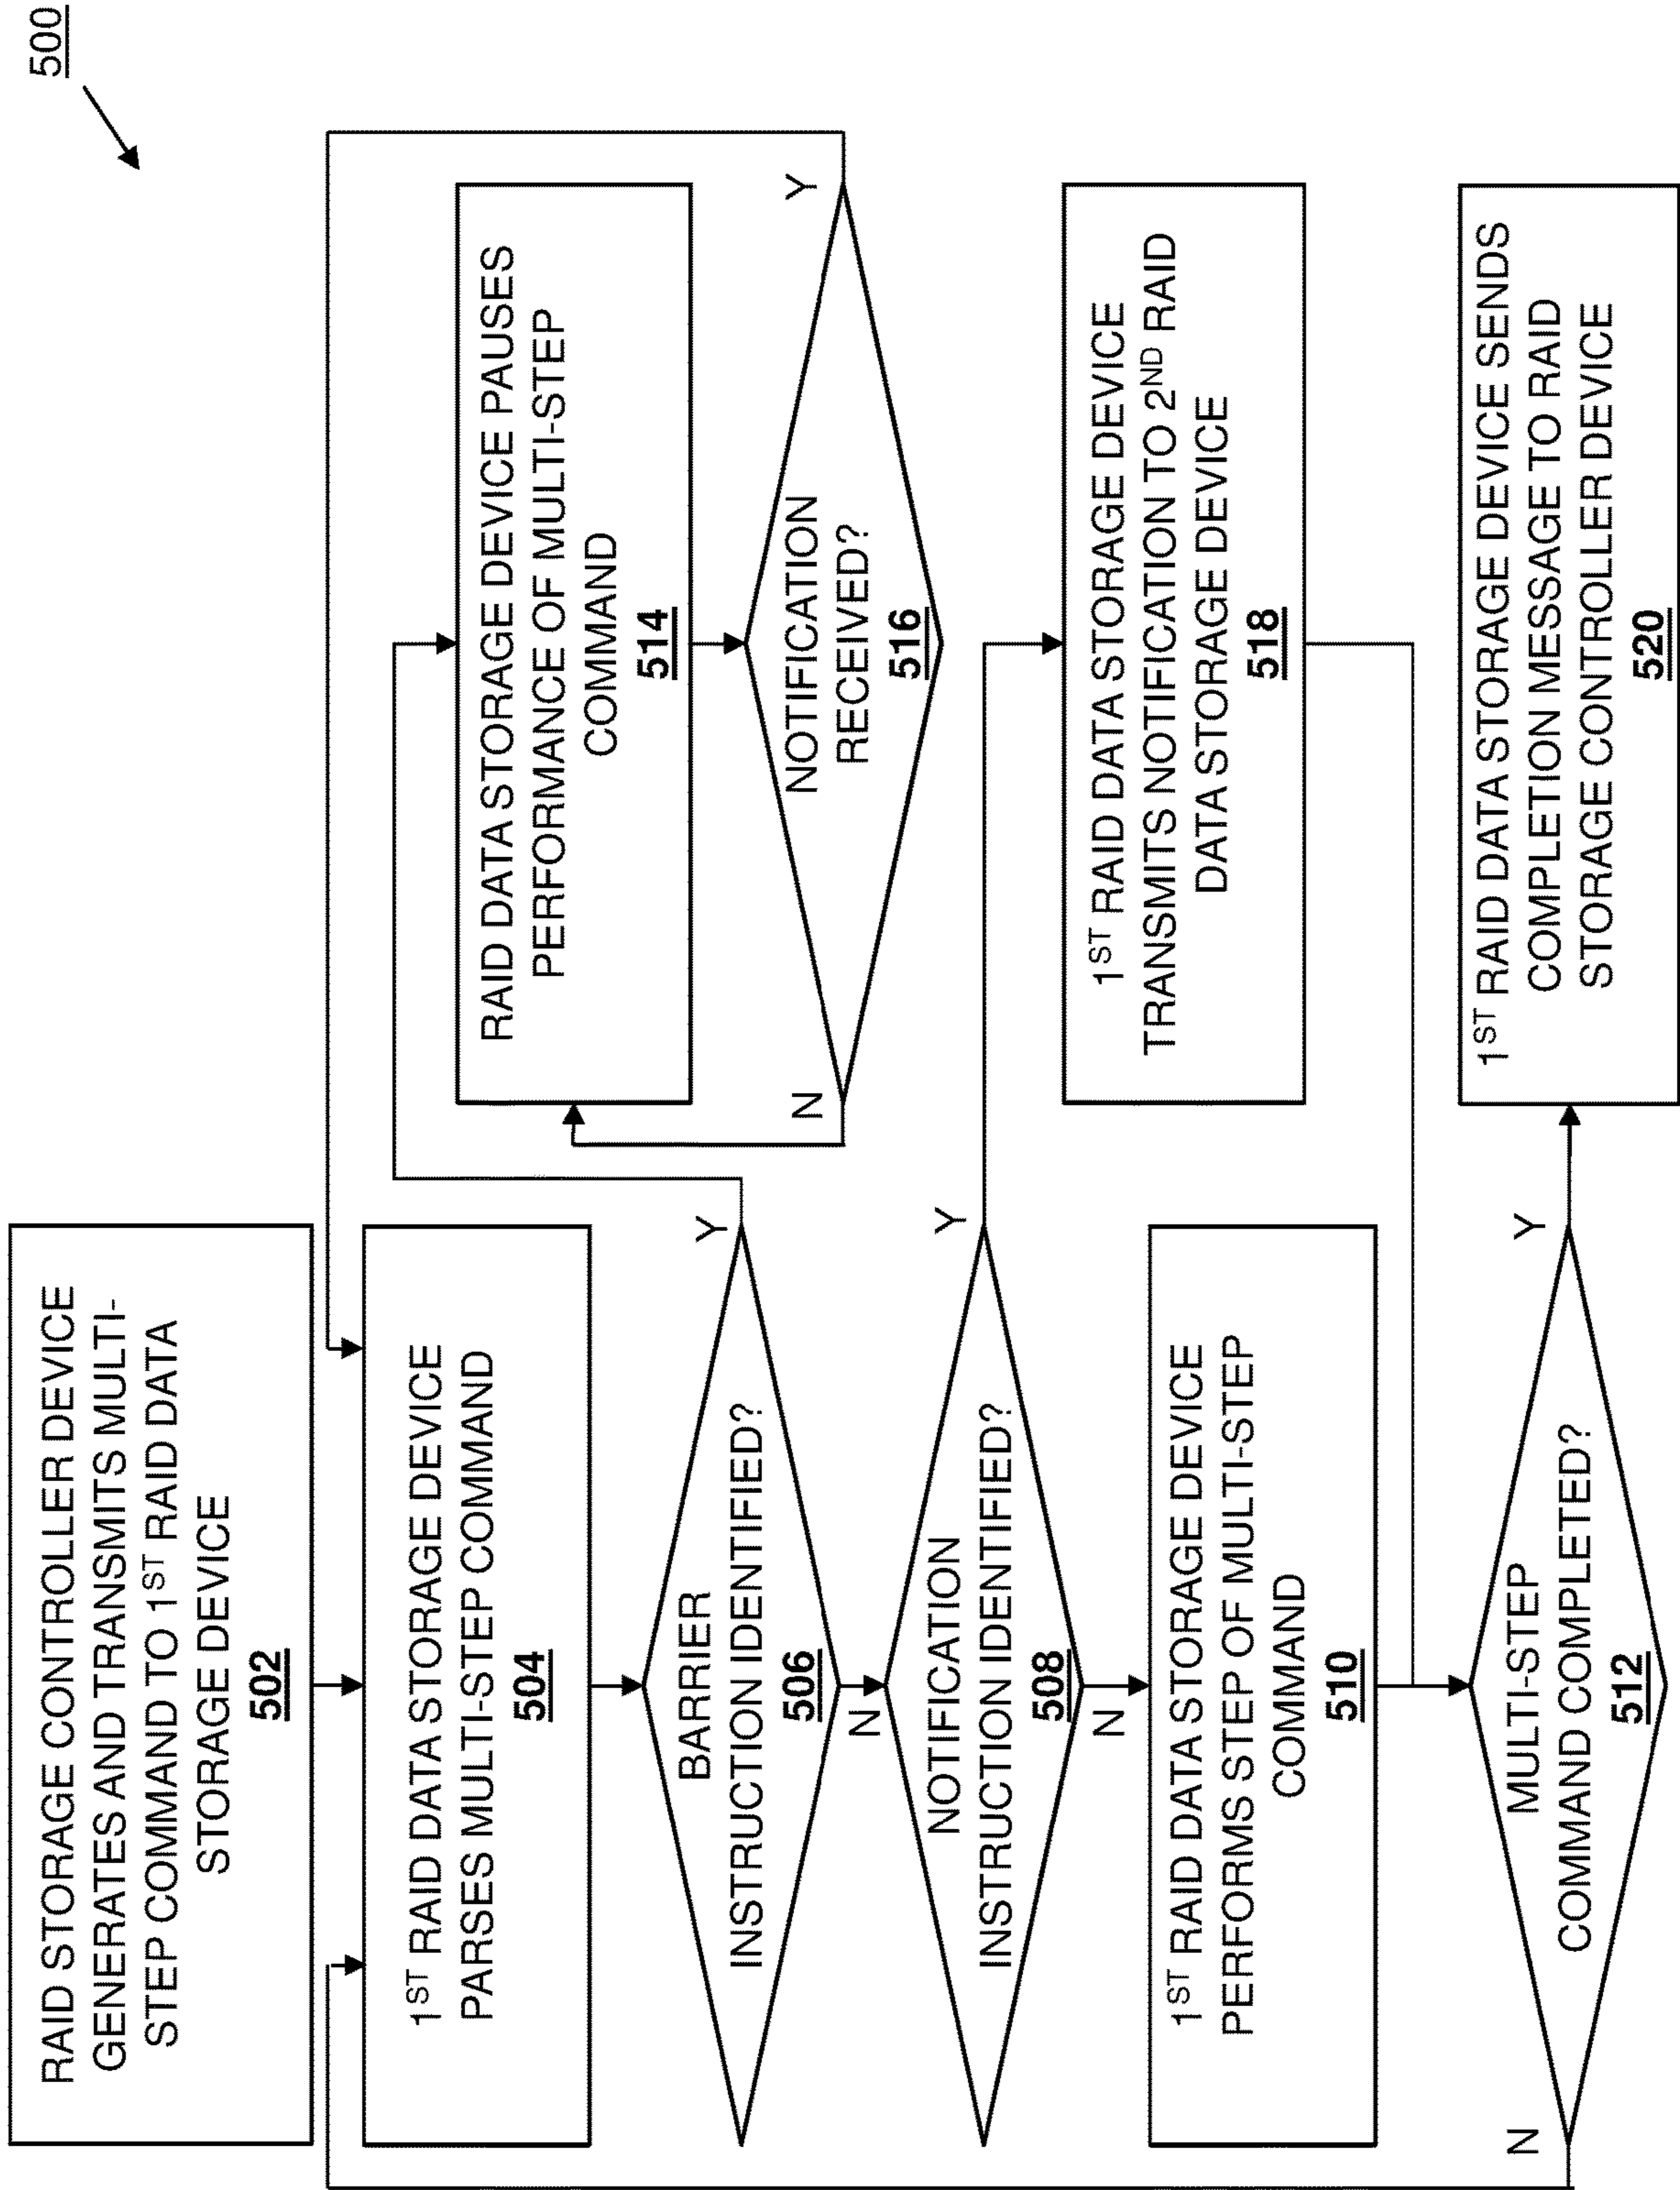 500
RAID STORAGE CONTROLLER DEVICE
GENERATES AND TRANSMITS MULTI-
STEP COMMAND TO 1ST RAID DATA
STORAGE DEVICE
502
1ST RAID DATA STORAGE DEVICE
PARSES MULTI-STEP COMMAND
504
BARRIER
INSTRUCTION IDENTIFIED?
506
Y
N
NOTIFICATION
INSTRUCTION IDENTIFIED?
508
Y
N
1ST RAID DATA STORAGE DEVICE
PERFORMS STEP OF MULTI-STEP
COMMAND
510
MULTI-STEP
COMMAND COMPLETED?
512
N
Y
RAID DATA STORAGE DEVICE PAUSES
PERFORMANCE OF MULTI-STEP
COMMAND
514
NOTIFICATION
RECEIVED?
516
N
Y
1ST RAID DATA STORAGE DEVICE
TRANSMITS NOTIFICATION TO 2ND RAID
DATA STORAGE DEVICE
518
1ST RAID DATA STORAGE DEVICE SENDS
COMPLETION MESSAGE TO RAID
STORAGE CONTROLLER DEVICE
520